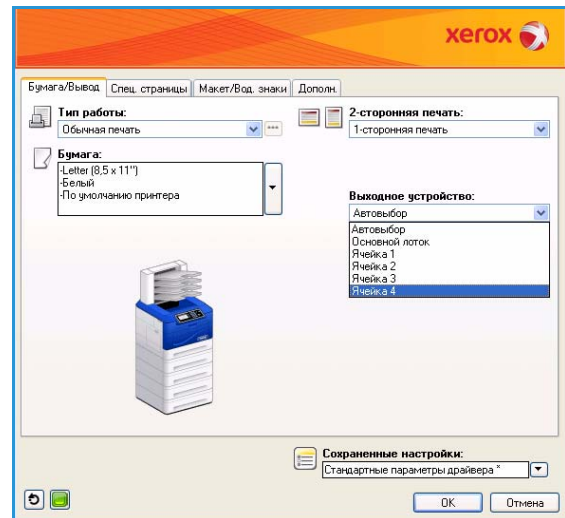 xerox
Бумага/Вывод Спец. страницы Макет/Вод. знаки Дополн.
Тип работы:
Обычная печать
2-сторонняя печать:
1-сторонняя печать
Бумага:
-Letter (8,5 x 11")
-Белый
-По умолчанию принтера
Выходное устройство:
Автовыбор
Автовыбор
Основной лоток
Ячейка 1
Ячейка 2
Ячейка 3
Ячейка 4
Сохраненные настройки:
Стандартные параметры драйвера *
OK Отмена